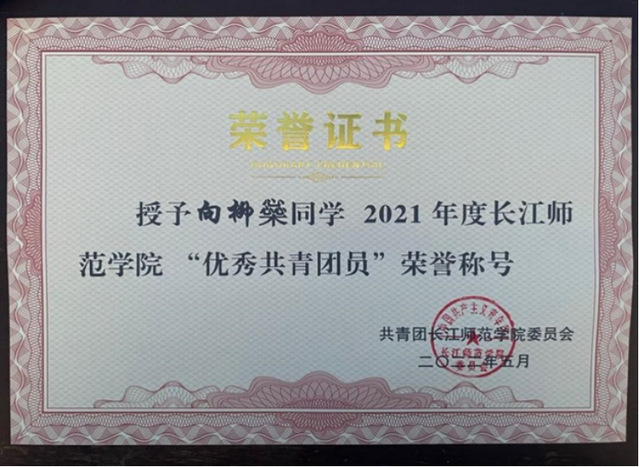 荣誉证书
授予向柳燊同学 2021年度长江师
范学院 “优秀共青团员”荣誉称号
共青团长江师范学院委员会
二〇二一年五月